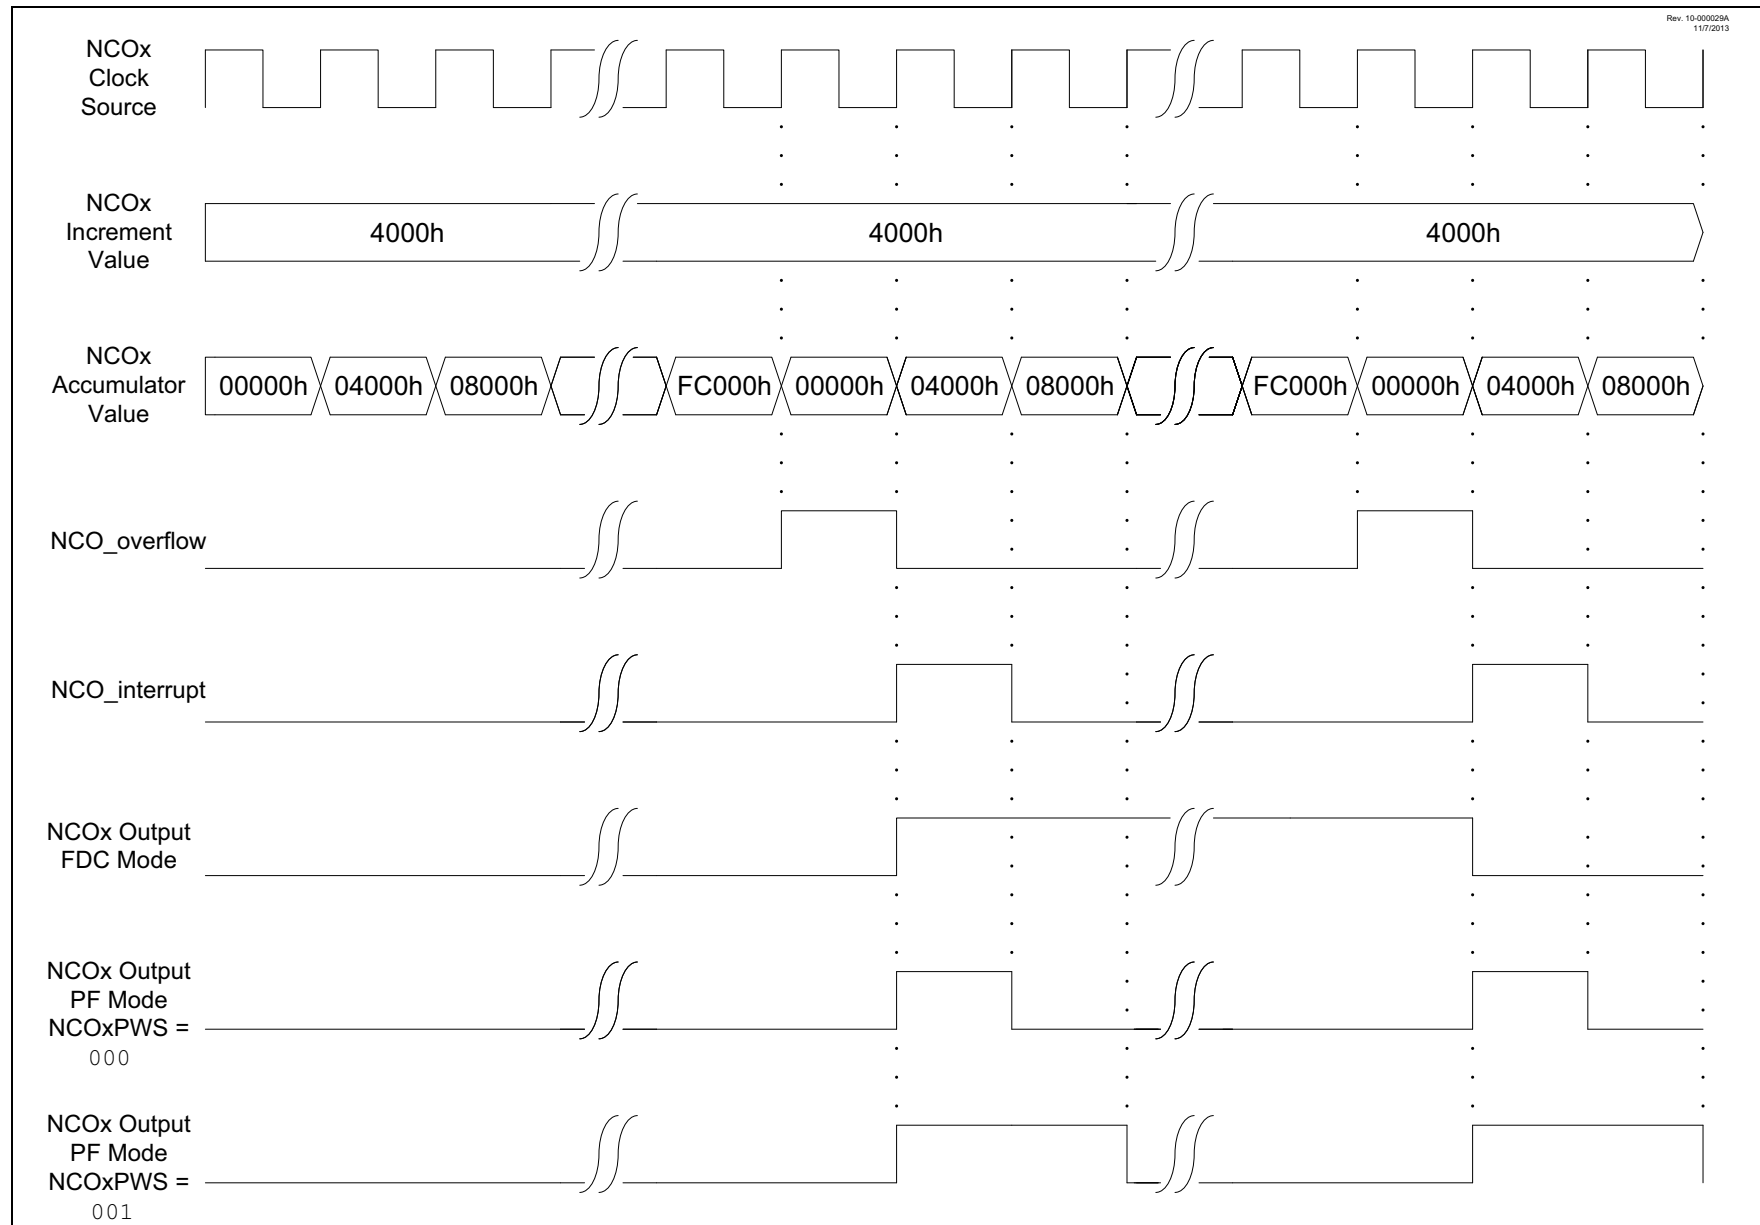 Rev. 10-000029A
11/7/2013
NCOx
Clock
Source
NCOx
Increment
Value
4000h
4000h
4000h
NCOx
Accumulator
Value
00000h
04000h
08000h
FC000h
00000h
04000h
08000h
FC000h
00000h
04000h
08000h
NCO_overflow
NCO_interrupt
NCOx Output
FDC Mode
NCOx Output
PF Mode
NCOxPWS =
000
NCOx Output
PF Mode
NCOxPWS =
001